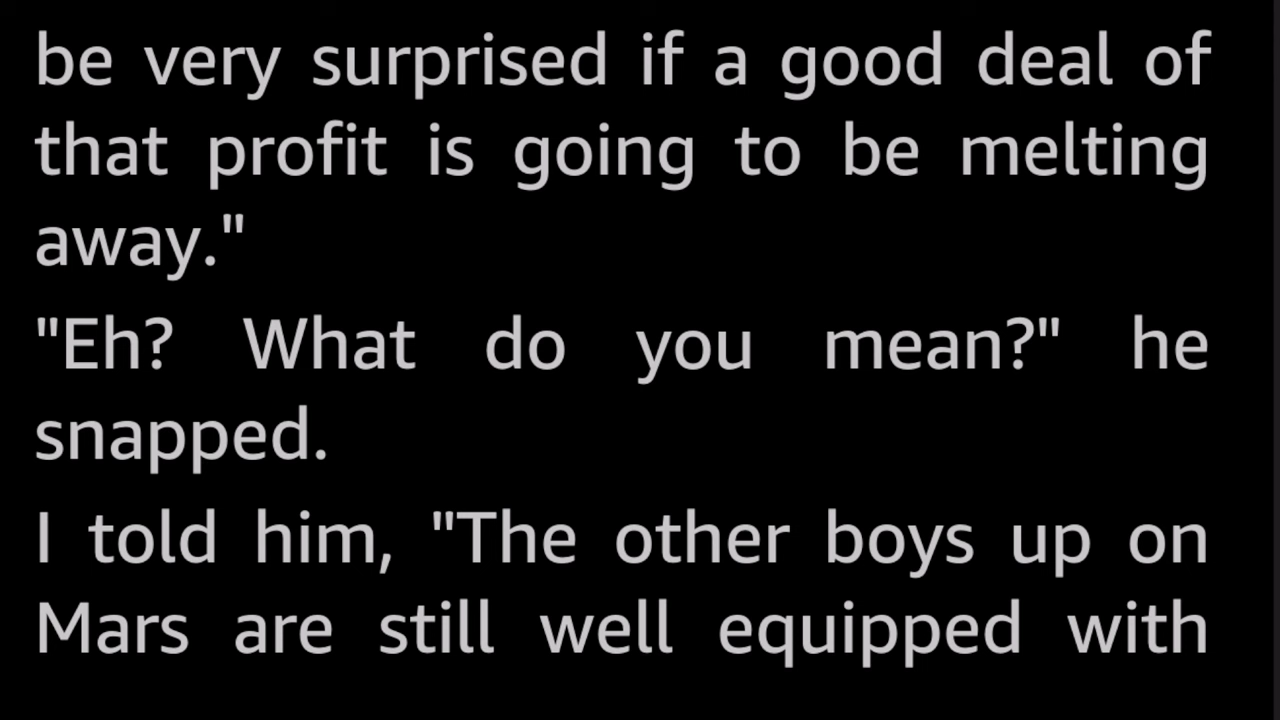 be very surprised if a good deal of
that profit is going to be melting
away."
"Eh? What do you mean?" he
snapped.
I told him, "The other boys up on
Mars are still well equipped with